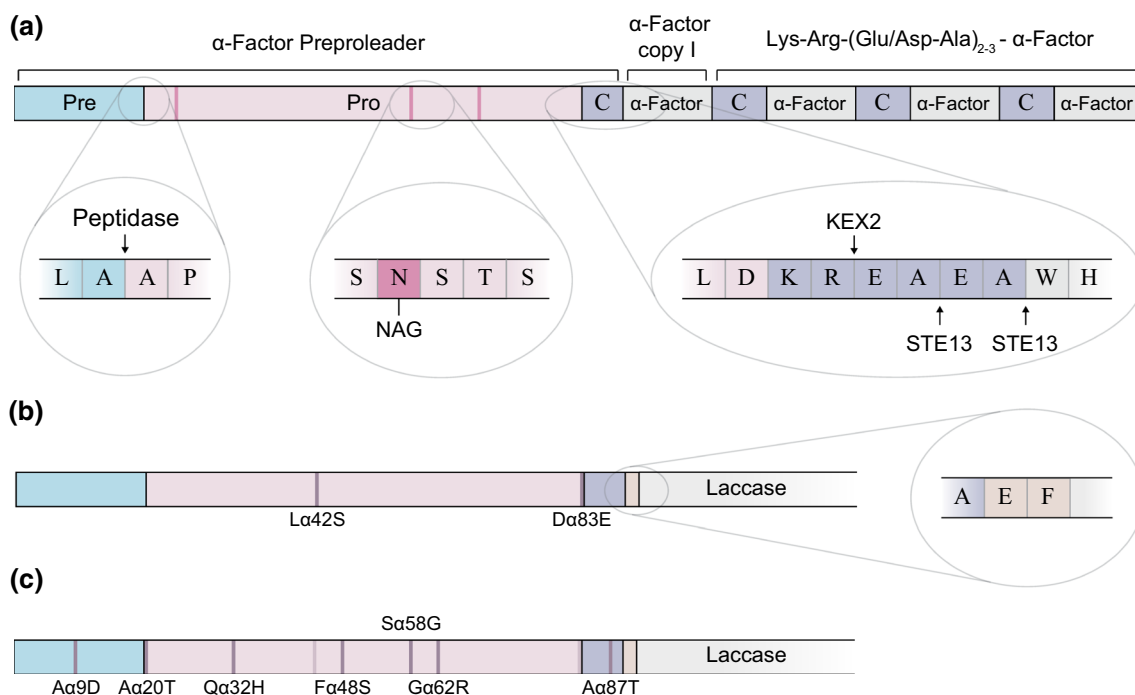 (a)
α-Factor Preproleader
α-Factor
copy I
Lys-Arg-(Glu/Asp-Ala)2-3 - α-Factor
Pre Pro C α-Factor C α-Factor C α-Factor C α-Factor
Peptidase
L A A P
S N S T S
NAG
KEX2
L D K R E A E A W H
STE13 STE13
(b)
Laccase
Lα42S Dα83E
A E F
(c)
Sα58G
Laccase
Aα9D Aα20T Qα32H Fα48S Gα62R Aα87T